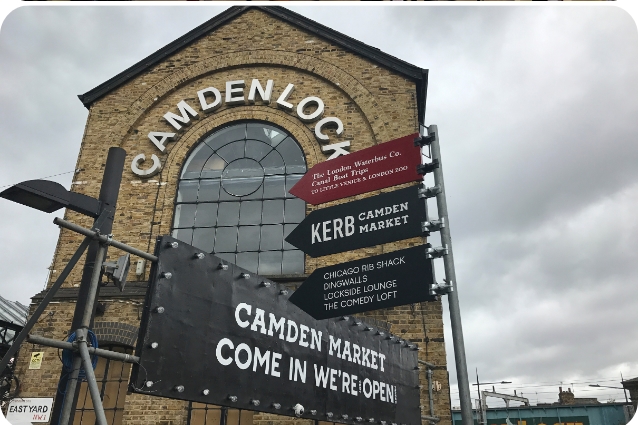 CAMDEN LOCK
The London Waterbus Co.
Canal Boat Trips
TO LITTLE VENICE & LONDON ZOO
KERB CAMDEN
MARKET
CHICAGO RIB SHACK
DINGWALLS
LOCKSIDE LOUNGE
THE COMEDY LOFT
CAMDEN MARKET
COME IN WE'RE OPEN
EAST YARD
NW1